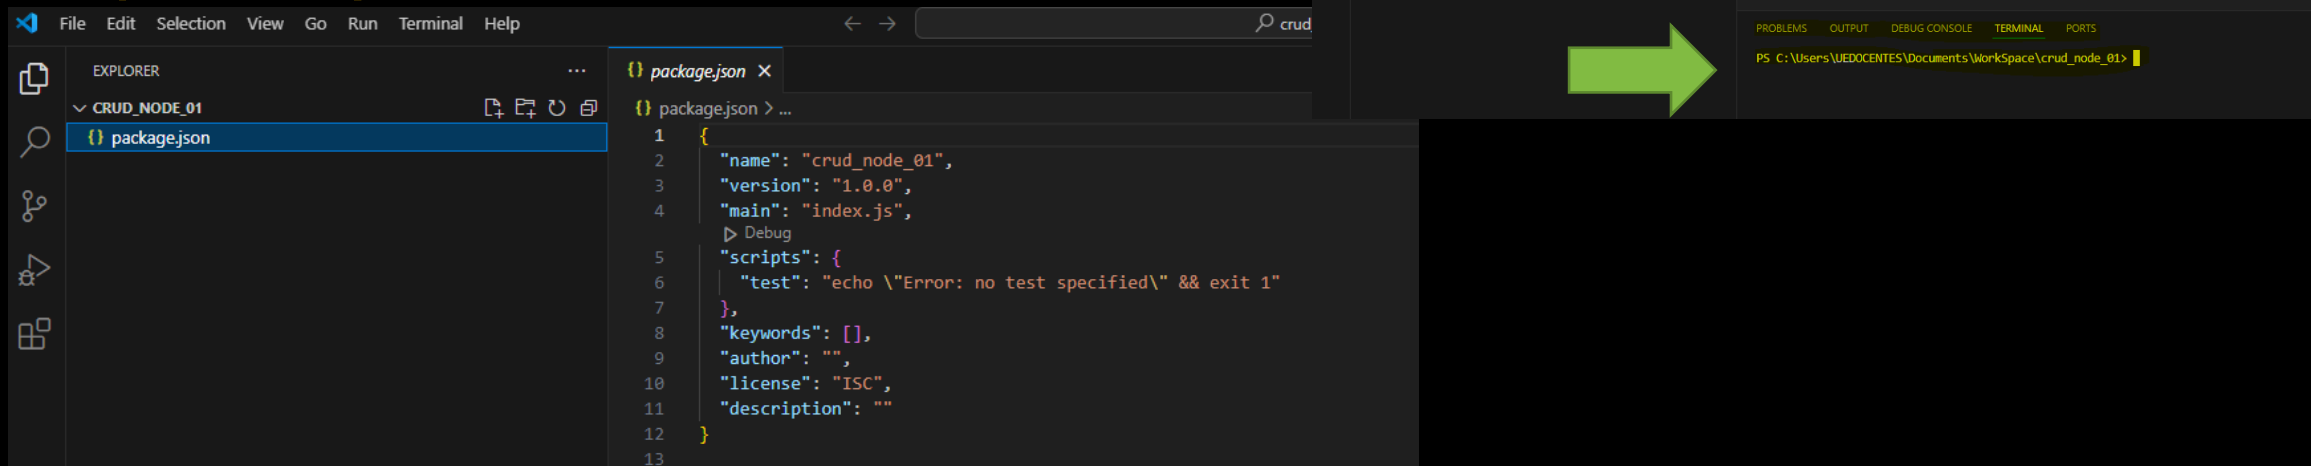 File Edit Selection View Go Run Terminal Help
crud_
EXPLORER
CRUD_NODE_01
package.json
package.json
package.json > ...
1 {
2 "name": "crud_node_01",
3 "version": "1.0.0",
4 "main": "index.js",
Debug
5 "scripts": {
6 "test": "echo \"Error: no test specified\" && exit 1"
7 },
8 "keywords": [],
9 "author": "",
10 "license": "ISC",
11 "description": ""
12 }
13
PROBLEMS OUTPUT DEBUG CONSOLE TERMINAL PORTS
PS C:\Users\UEDOCENTES\Documents\WorkSpace\crud_node_01>